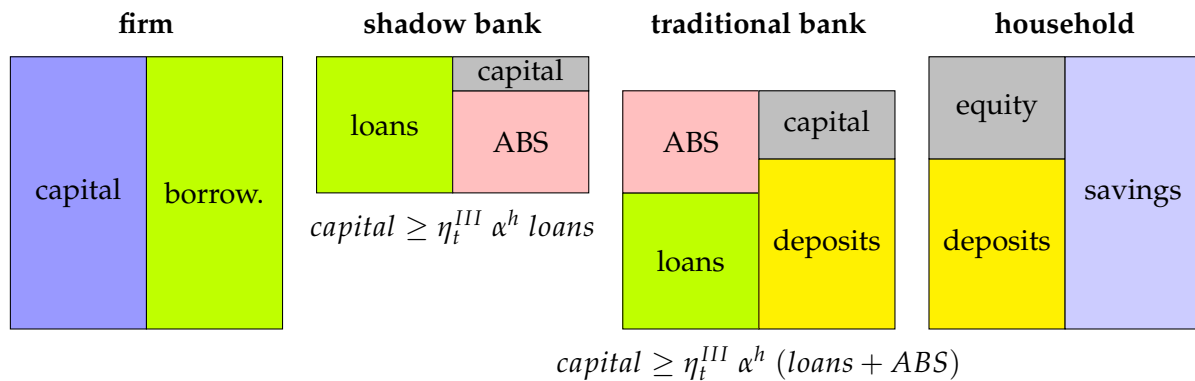 firm
shadow bank
traditional bank
household
capital
borrow.
loans
capital
ABS
capital ≥ η_t^{III} α^h loans
ABS
capital
loans
deposits
capital ≥ η_t^{III} α^h (loans + ABS)
equity
savings
deposits